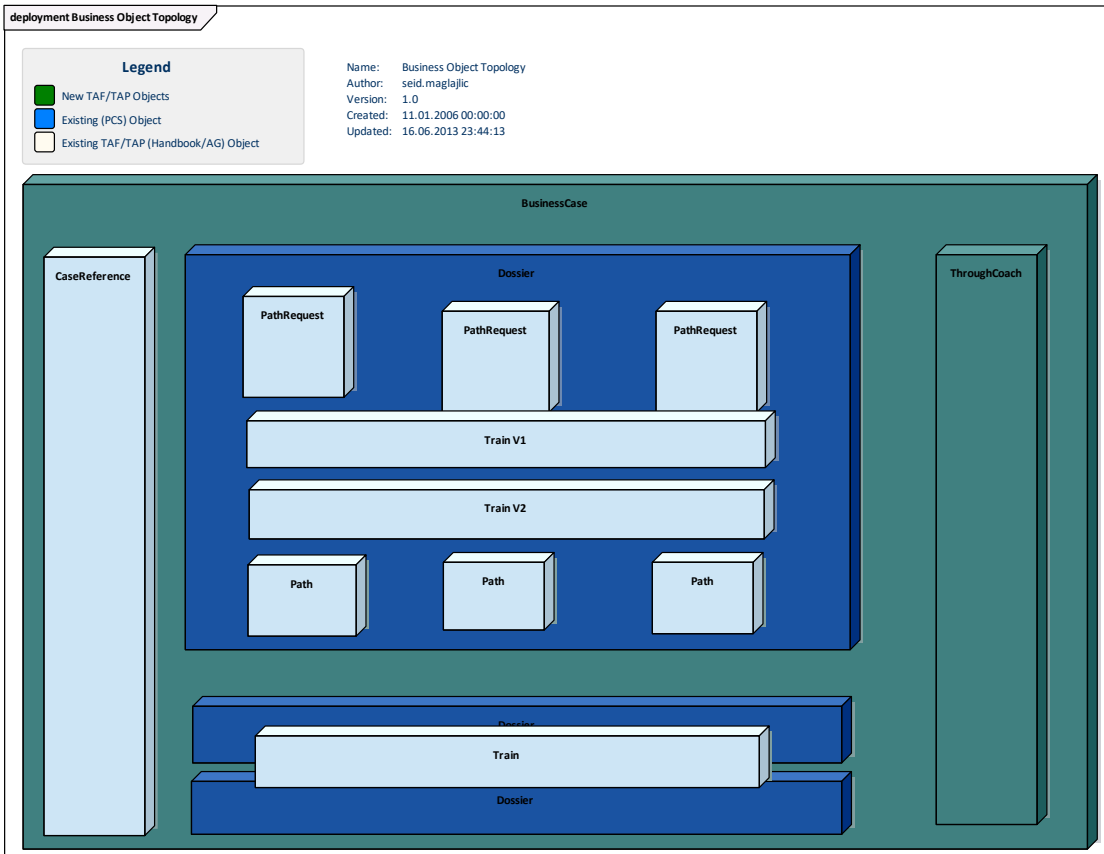 deployment Business Object Topology
Legend
New TAF/TAP Objects
Existing (PCS) Object
Existing TAF/TAP (Handbook/AG) Object
Name: Business Object Topology
Author: seid.maglajlic
Version: 1.0
Created: 11.01.2006 00:00:00
Updated: 16.06.2013 23:44:13
BusinessCase
CaseReference
Dossier
ThroughCoach
PathRequest
PathRequest
PathRequest
Train V1
Train V2
Path
Path
Path
Dossier
Train
Dossier